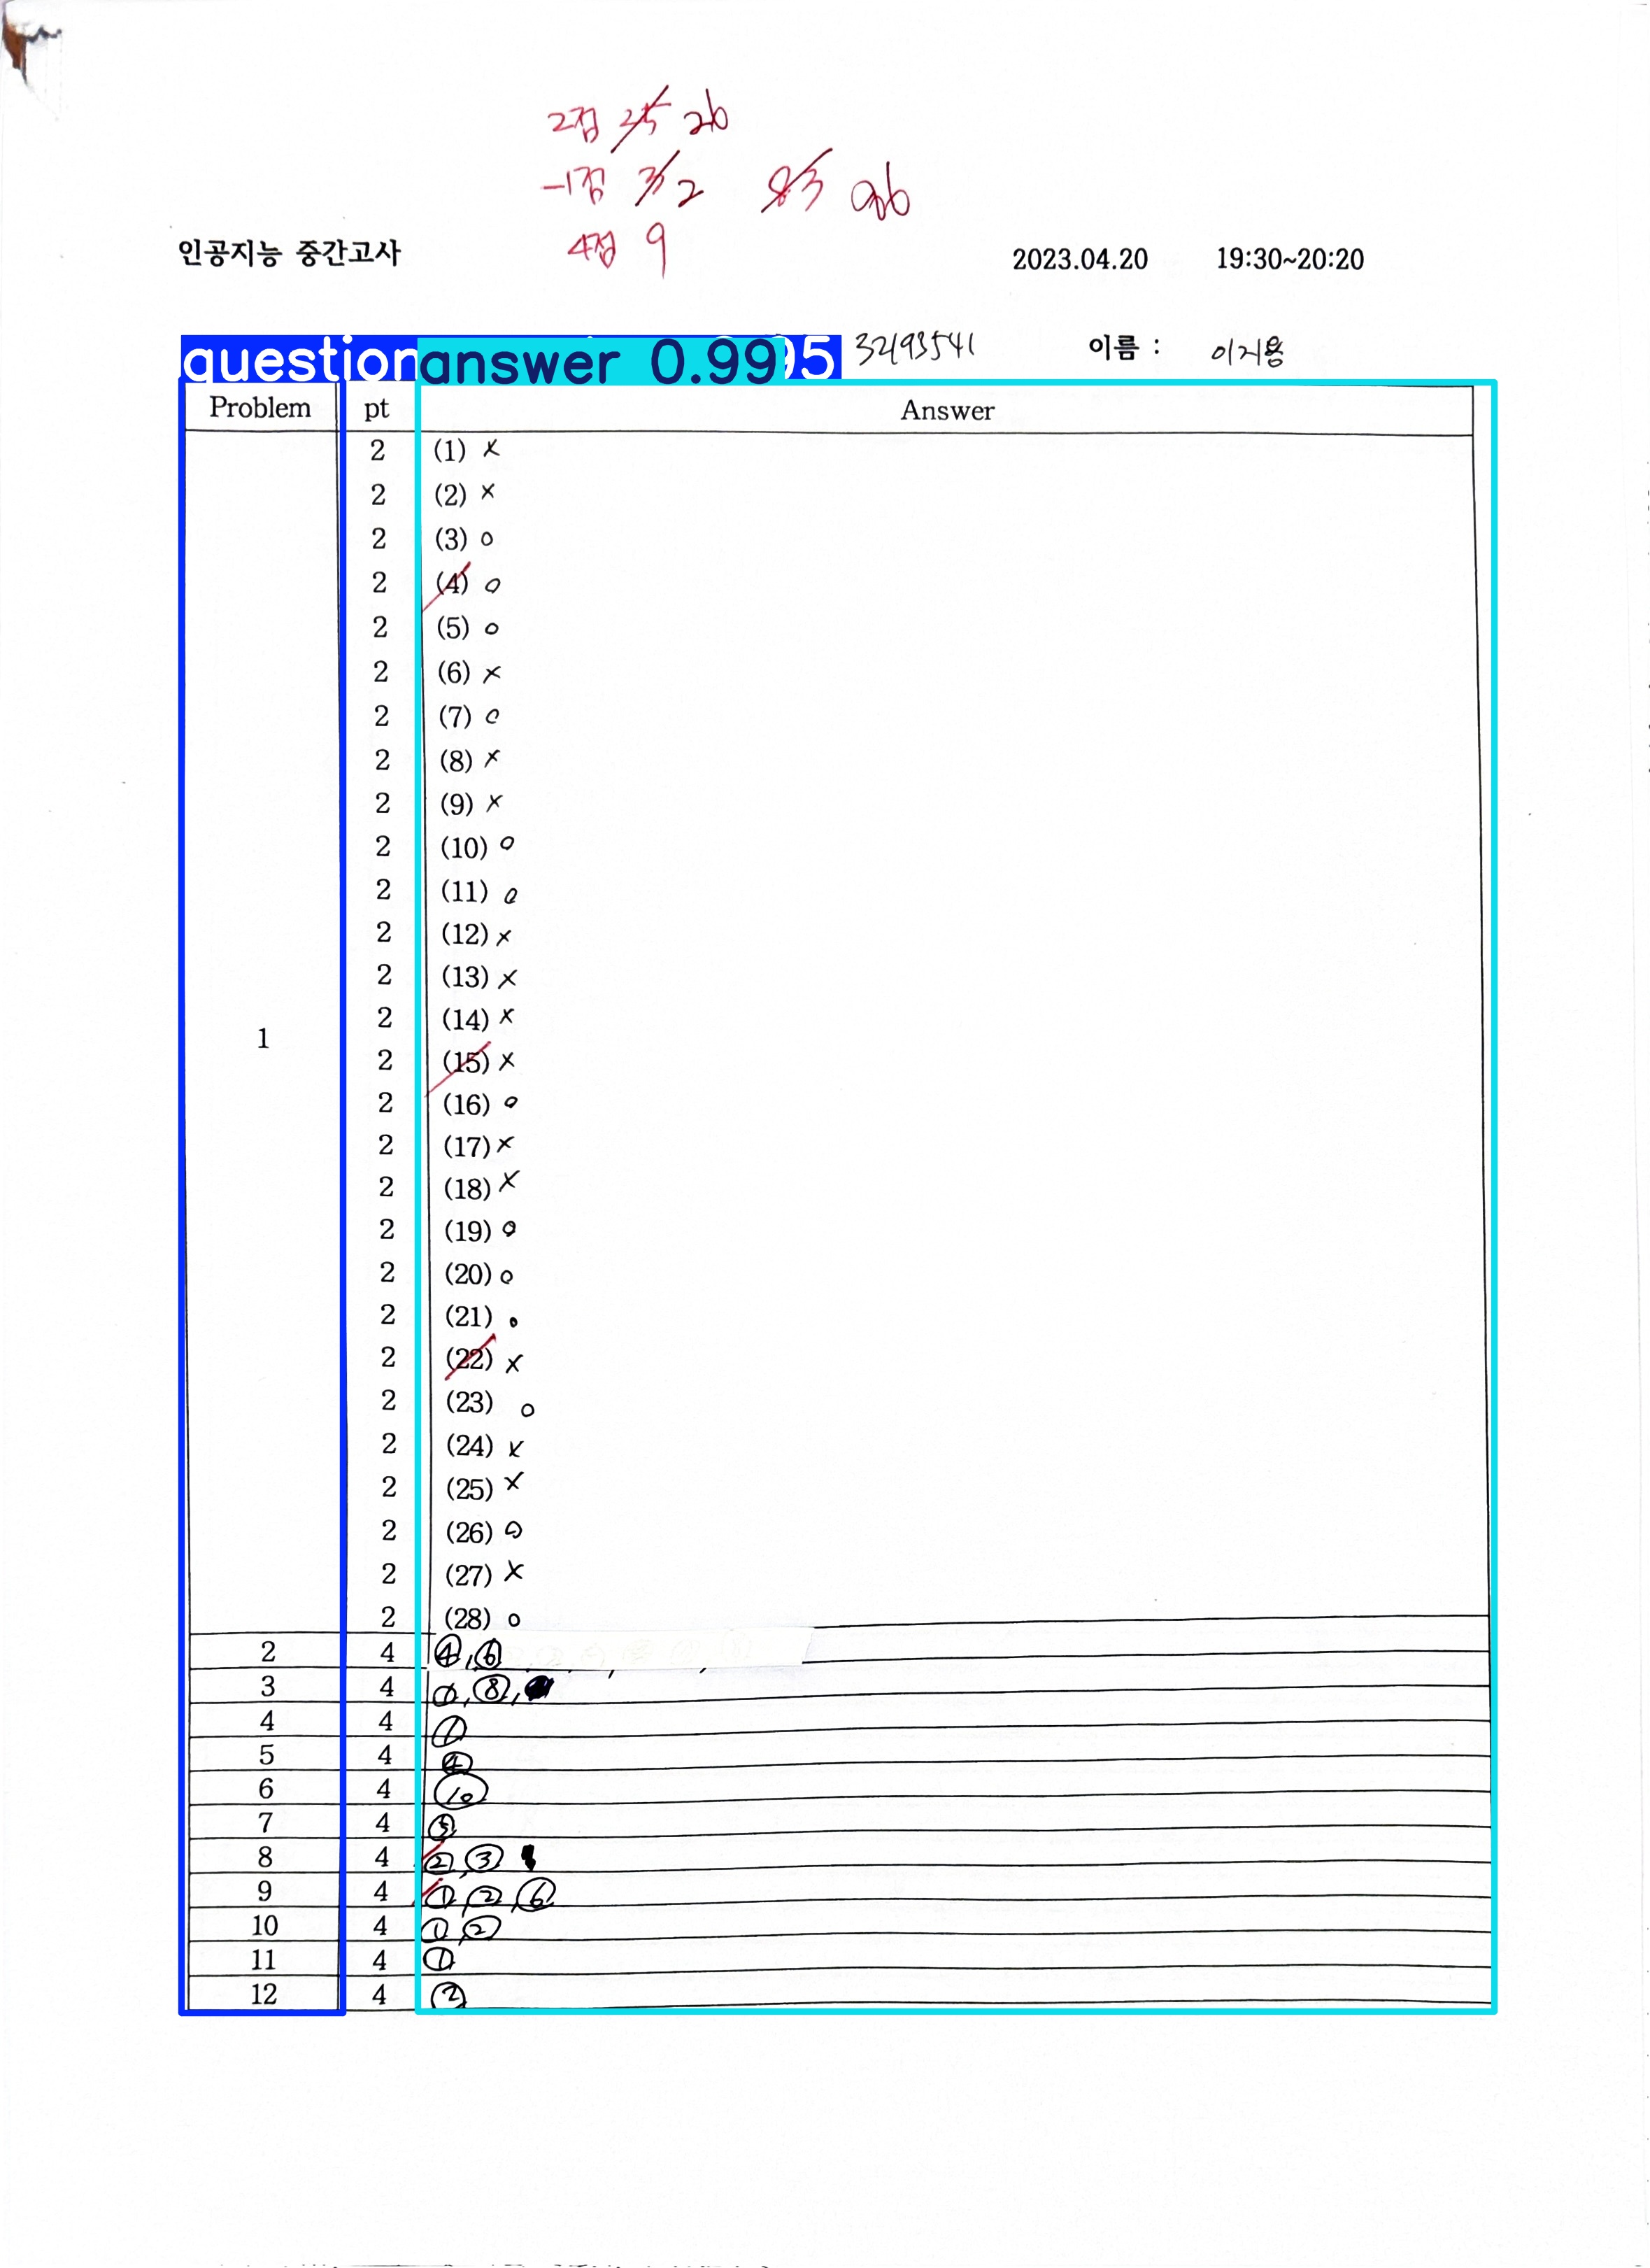 2점 25 26
-1점 3 2 83 86
4점 9
인공지능 중간고사 2023.04.20 19:30~20:20
question answer 0.99 95 32193541 이름 : 이지용
Problem pt Answer
2 (1) x
2 (2) x
2 (3) o
2 (4) o
2 (5) o
2 (6) x
2 (7) o
2 (8) x
2 (9) x
2 (10) o
2 (11) o
2 (12) x
2 (13) x
2 (14) x
1 2 (15) x
2 (16) o
2 (17) x
2 (18) x
2 (19) o
2 (20) o
2 (21) o
2 (22) x
2 (23) o
2 (24) x
2 (25) x
2 (26) o
2 (27) x
2 (28) o
2 4 ④, ⑥
3 4 ①, ⑧,
4 4 ①
5 4 ④
6 4 ⑩
7 4 ⑤
8 4 ②, ③
9 4 ①, ②, ⑥
10 4 ①, ②
11 4 ①
12 4 ②